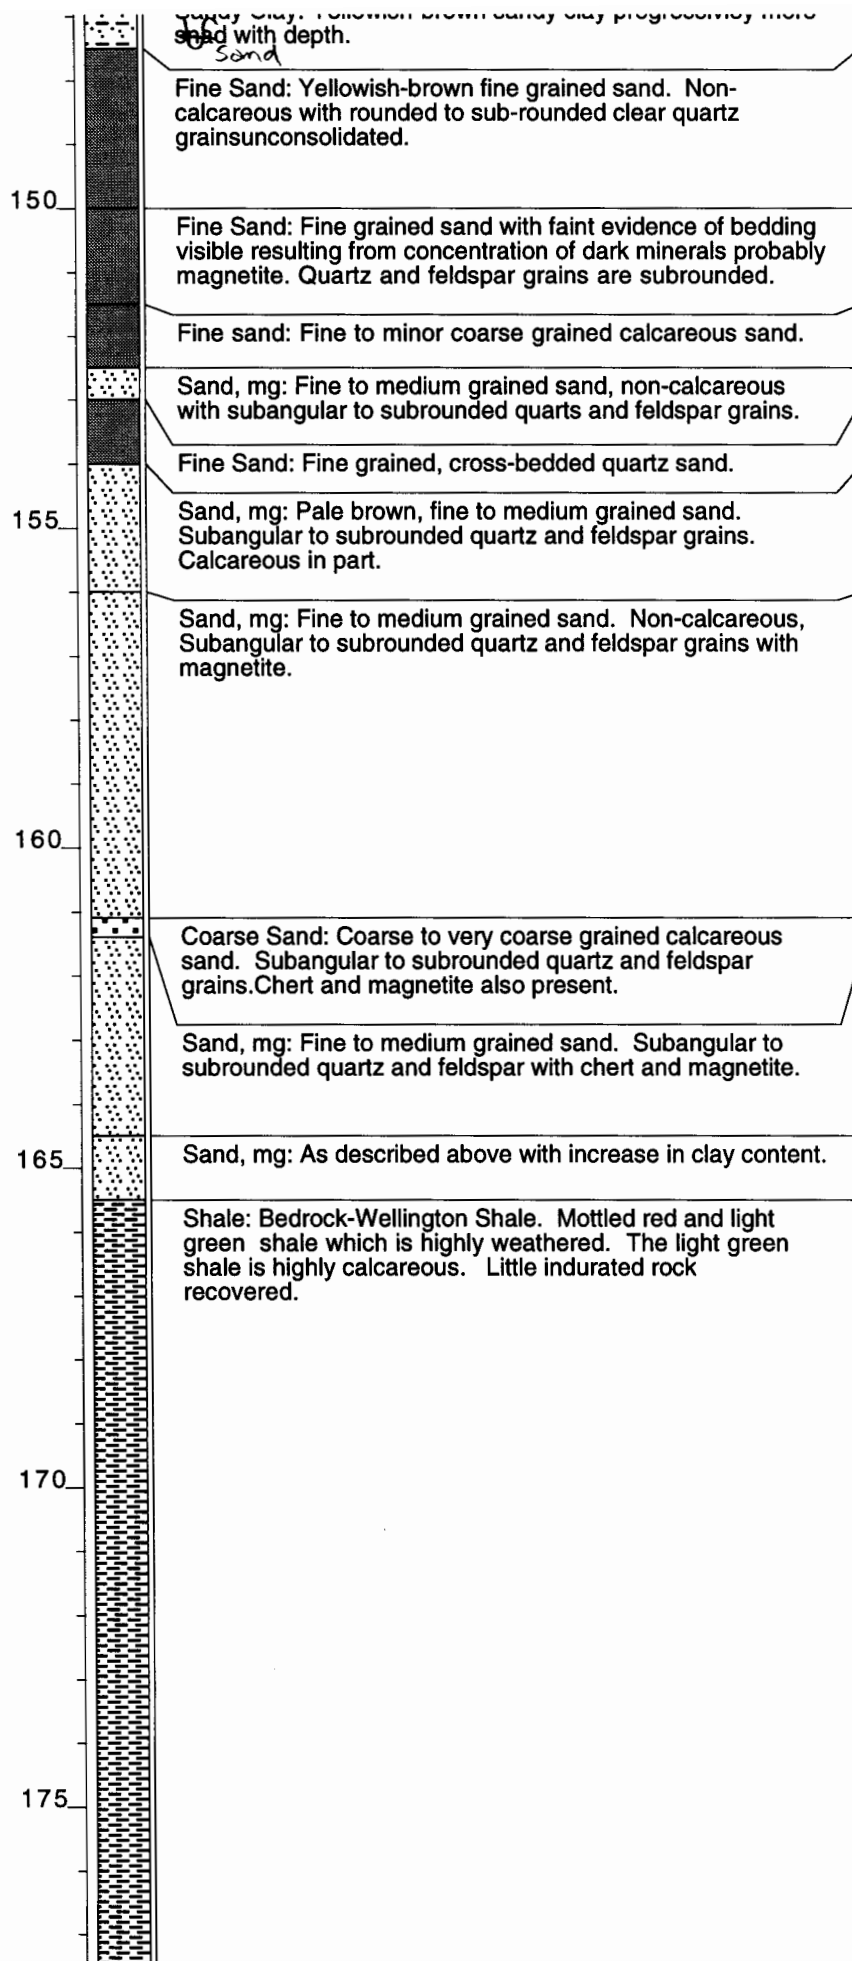 Sandy Clay: Yellowish brown sandy clay progressivley more
snad with depth.
sand
Fine Sand: Yellowish-brown fine grained sand. Non-
calcareous with rounded to sub-rounded clear quartz
grainsunconsolidated.
150
Fine Sand: Fine grained sand with faint evidence of bedding
visible resulting from concentration of dark minerals probably
magnetite. Quartz and feldspar grains are subrounded.
Fine sand: Fine to minor coarse grained calcareous sand.
Sand, mg: Fine to medium grained sand, non-calcareous
with subangular to subrounded quarts and feldspar grains.
Fine Sand: Fine grained, cross-bedded quartz sand.
155
Sand, mg: Pale brown, fine to medium grained sand.
Subangular to subrounded quartz and feldspar grains.
Calcareous in part.
Sand, mg: Fine to medium grained sand. Non-calcareous,
Subangular to subrounded quartz and feldspar grains with
magnetite.
160
Coarse Sand: Coarse to very coarse grained calcareous
sand. Subangular to subrounded quartz and feldspar
grains.Chert and magnetite also present.
Sand, mg: Fine to medium grained sand. Subangular to
subrounded quartz and feldspar with chert and magnetite.
165
Sand, mg: As described above with increase in clay content.
Shale: Bedrock-Wellington Shale. Mottled red and light
green shale which is highly weathered. The light green
shale is highly calcareous. Little indurated rock
recovered.
170
175